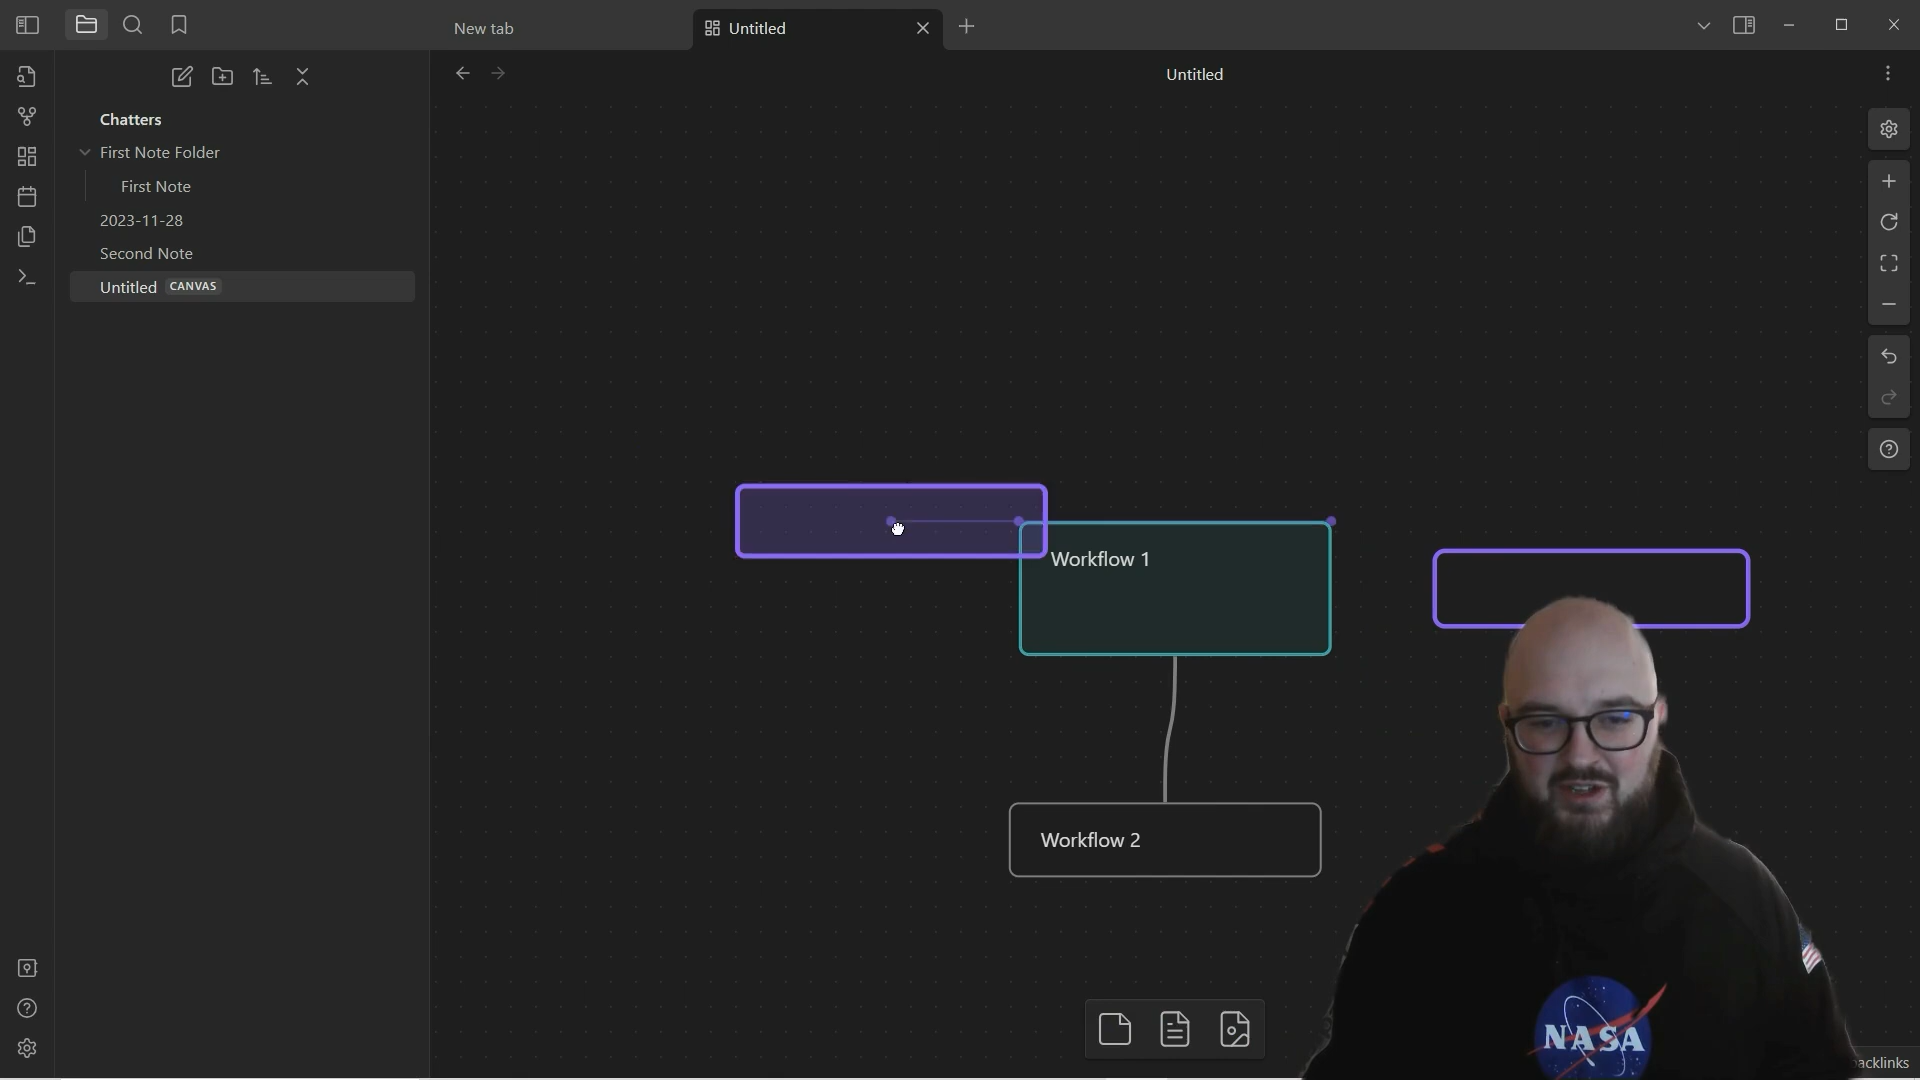 New tab
Untitled
Untitled
Chatters
First Note Folder
First Note
2023-11-28
Second Note
Untitled CANVAS
Workflow 1
Workflow 2
NASA
backlinks